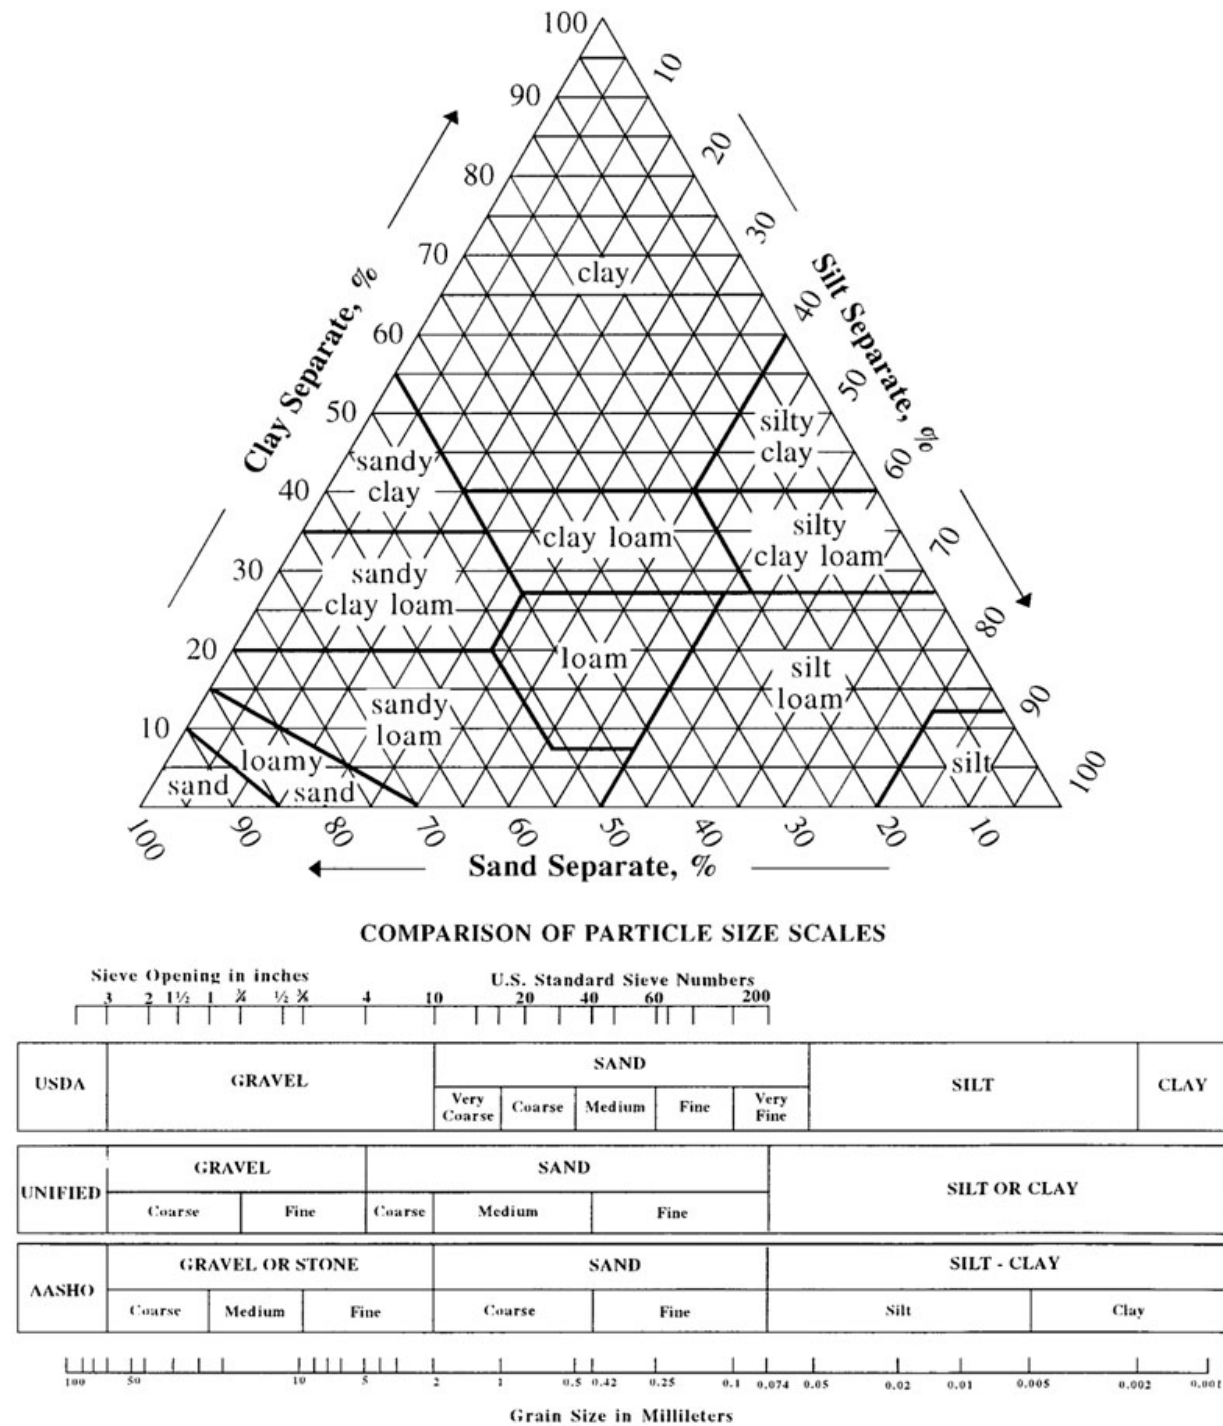 100
90
80
70
60
50
40
30
20
10
Clay Separate, %
10
20
30
40
50
60
70
80
90
100
Silt Separate, %
clay
silty
clay
sandy
clay
clay loam
silty
clay loam
sandy
clay loam
loam
silt
loam
sandy
loam
loamy
sand
sand
silt
100
90
80
70
60
50
40
30
20
10
Sand Separate, %
COMPARISON OF PARTICLE SIZE SCALES
Sieve Opening in inches
U.S. Standard Sieve Numbers
3 2 1½ 1 ¾ ½ ⅜ 4 10 20 40 60 200
USDA
GRAVEL
SAND
SILT
CLAY
Very
Coarse
Coarse
Medium
Fine
Very
Fine
UNIFIED
GRAVEL
SAND
SILT OR CLAY
Coarse
Fine
Coarse
Medium
Fine
AASHO
GRAVEL OR STONE
SAND
SILT - CLAY
Coarse
Medium
Fine
Coarse
Fine
Silt
Clay
100 50 10 5 2 1 0.5 0.42 0.25 0.1 0.074 0.05 0.02 0.01 0.005 0.002 0.001
Grain Size in Millileters